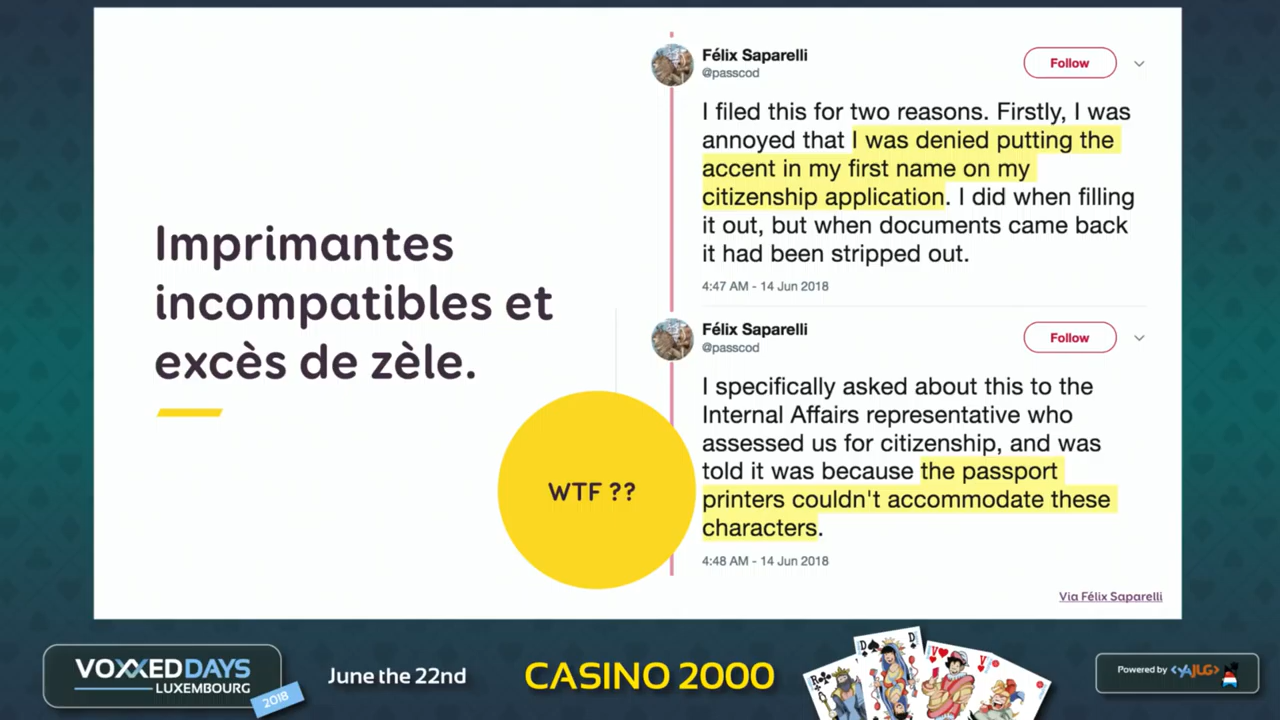 Imprimantes
incompatibles et
excès de zèle.
WTF ??
Félix Saparelli
@passcod
Follow
I filed this for two reasons. Firstly, I was
annoyed that I was denied putting the
accent in my first name on my
citizenship application. I did when filling
it out, but when documents came back
it had been stripped out.
4:47 AM - 14 Jun 2018
Félix Saparelli
@passcod
Follow
I specifically asked about this to the
Internal Affairs representative who
assessed us for citizenship, and was
told it was because the passport
printers couldn't accommodate these
characters.
4:48 AM - 14 Jun 2018
Via Félix Saparelli
VOXXED DAYS
LUXEMBOURG
2018
June the 22nd
CASINO 2000
R
D
D
V
V
Powered by <YAJUG>